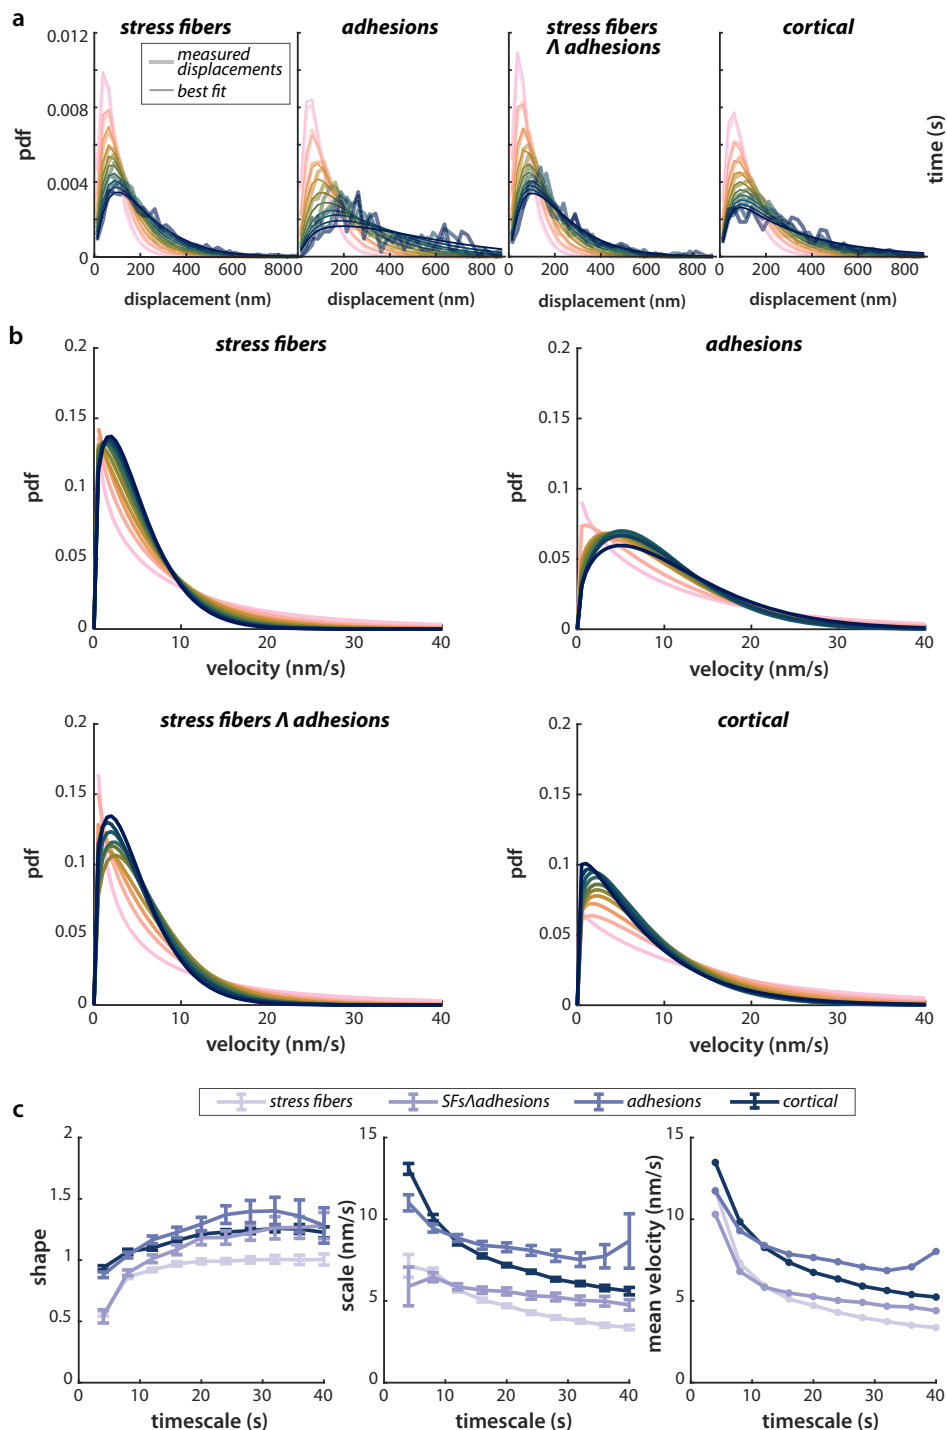 a
stress fibers
adhesions
stress fibers
Λ adhesions
cortical
0.012
0.008
0.004
0
pdf
measured
displacements
best fit
time (s)
0 200 400 600 8000 200 400 600 800 0 200 400 600 800 0 200 400 600 800
displacement (nm) displacement (nm) displacement (nm) displacement (nm)
b
stress fibers
0.2
0.15
0.1
0.05
0
pdf
0 10 20 30 40
velocity (nm/s)
adhesions
0.2
0.15
0.1
0.05
0
pdf
0 10 20 30 40
velocity (nm/s)
stress fibers Λ adhesions
0.2
0.15
0.1
0.05
0
pdf
0 10 20 30 40
velocity (nm/s)
cortical
0.2
0.15
0.1
0.05
0
pdf
0 10 20 30 40
velocity (nm/s)
c
stress fibers SFsΛadhesions adhesions cortical
2
1.5
1
0.5
0
shape
10 20 30 40
timescale (s)
15
10
5
0
scale (nm/s)
0 10 20 30 40
timescale (s)
15
10
5
0
mean velocity (nm/s)
0 10 20 30 40
timescale (s)